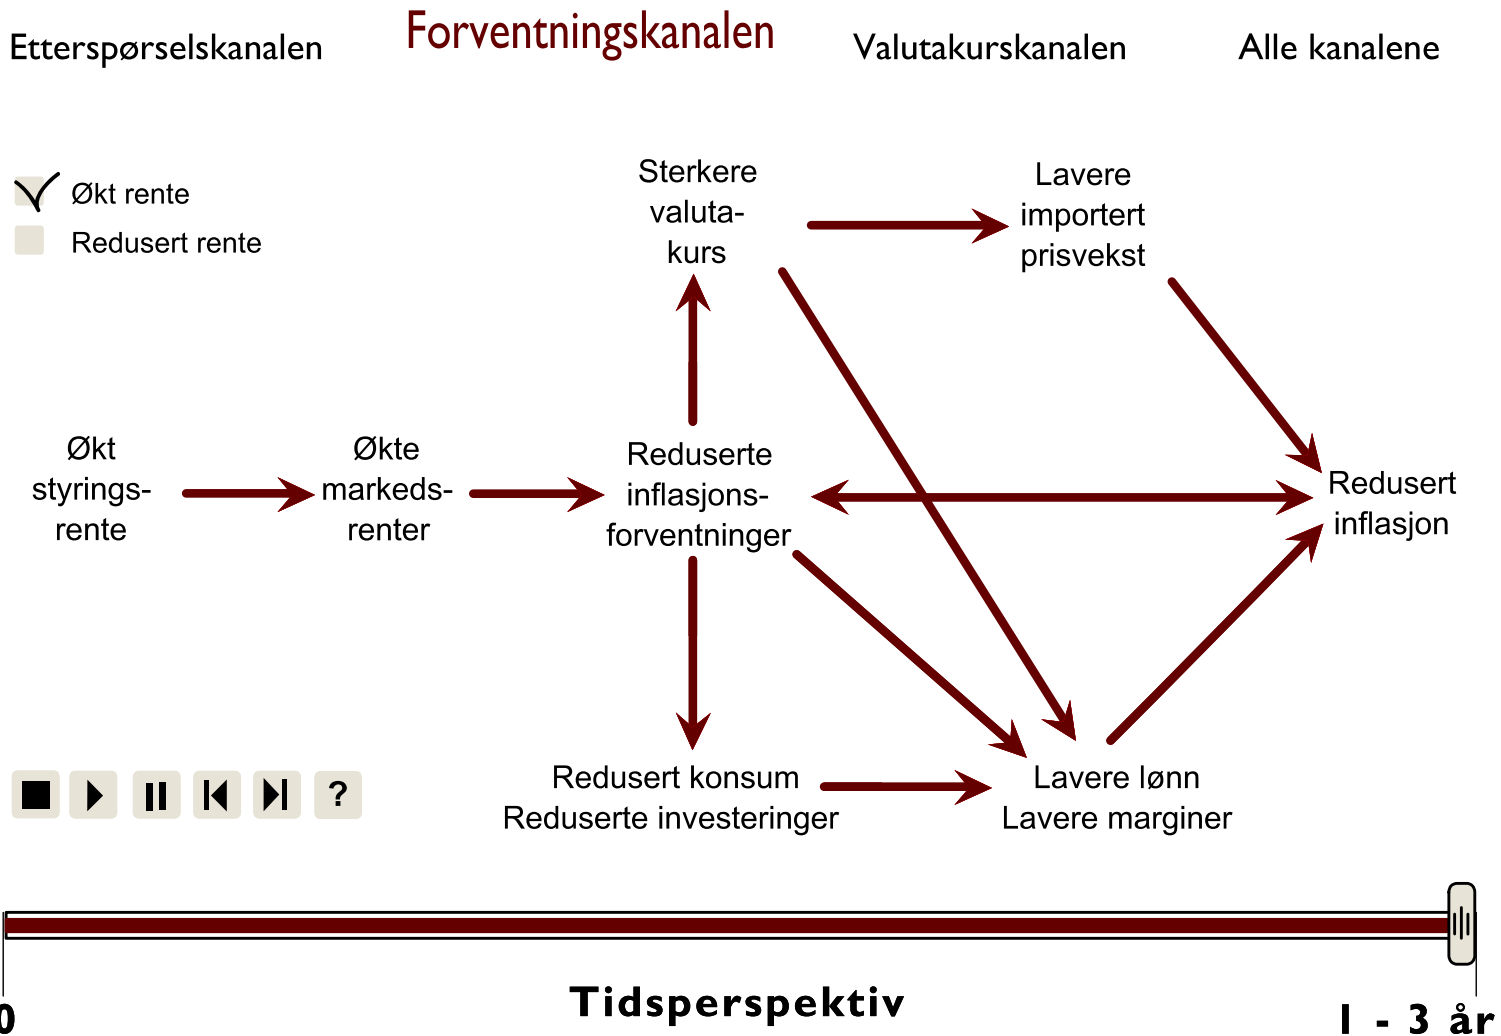 Etterspørselskanalen
Forventningskanalen
Valutakurskanalen
Alle kanalene
Økt rente
Redusert rente
Sterkere
valuta-
kurs
Lavere
importert
prisvekst
Økt
styrings-
rente
Økte
markeds-
renter
Reduserte
inflasjons-
forventninger
Redusert
inflasjon
Redusert konsum
Reduserte investeringer
Lavere lønn
Lavere marginer
?
0
Tidsperspektiv
1 - 3 år